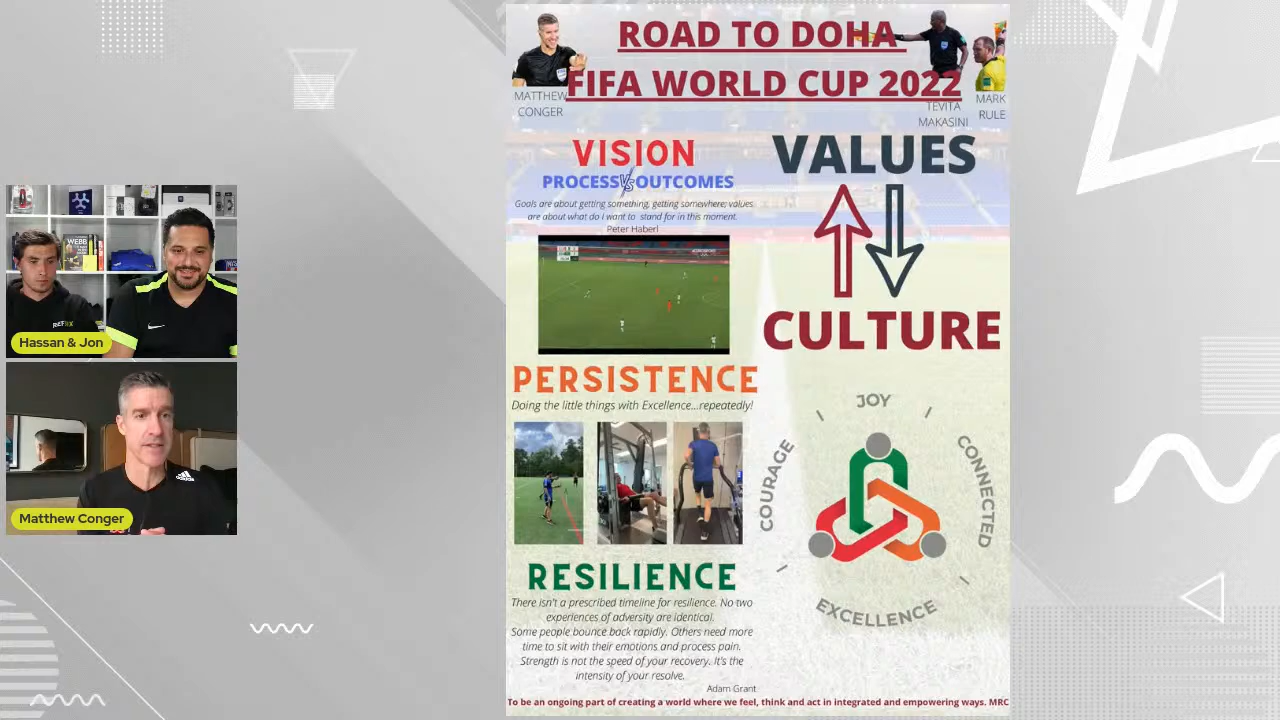 ROAD TO DOHA
FIFA WORLD CUP 2022
MATTHEW
CONGER
TEVITA
MAKASINI
MARK
RULE
VISION
PROCESS VS OUTCOMES
Goals are about getting something, getting somewhere; values
are about what do I want to stand for in this moment.
Peter Haberl
PERSISTENCE
Doing the little things with Excellence...repeatedly!
RESILIENCE
There isn't a prescribed timeline for resilience. No two
experiences of adversity are identical.
Some people bounce back rapidly. Others need more
time to sit with their emotions and process pain.
Strength is not the speed of your recovery. It's the
intensity of your resolve.
Adam Grant
VALUES
CULTURE
JOY
COURAGE
CONNECTED
EXCELLENCE
To be an ongoing part of creating a world where we feel, think and act in integrated and empowering ways. MRC
WEBB
Hassan & Jon
adidas
Matthew Conger